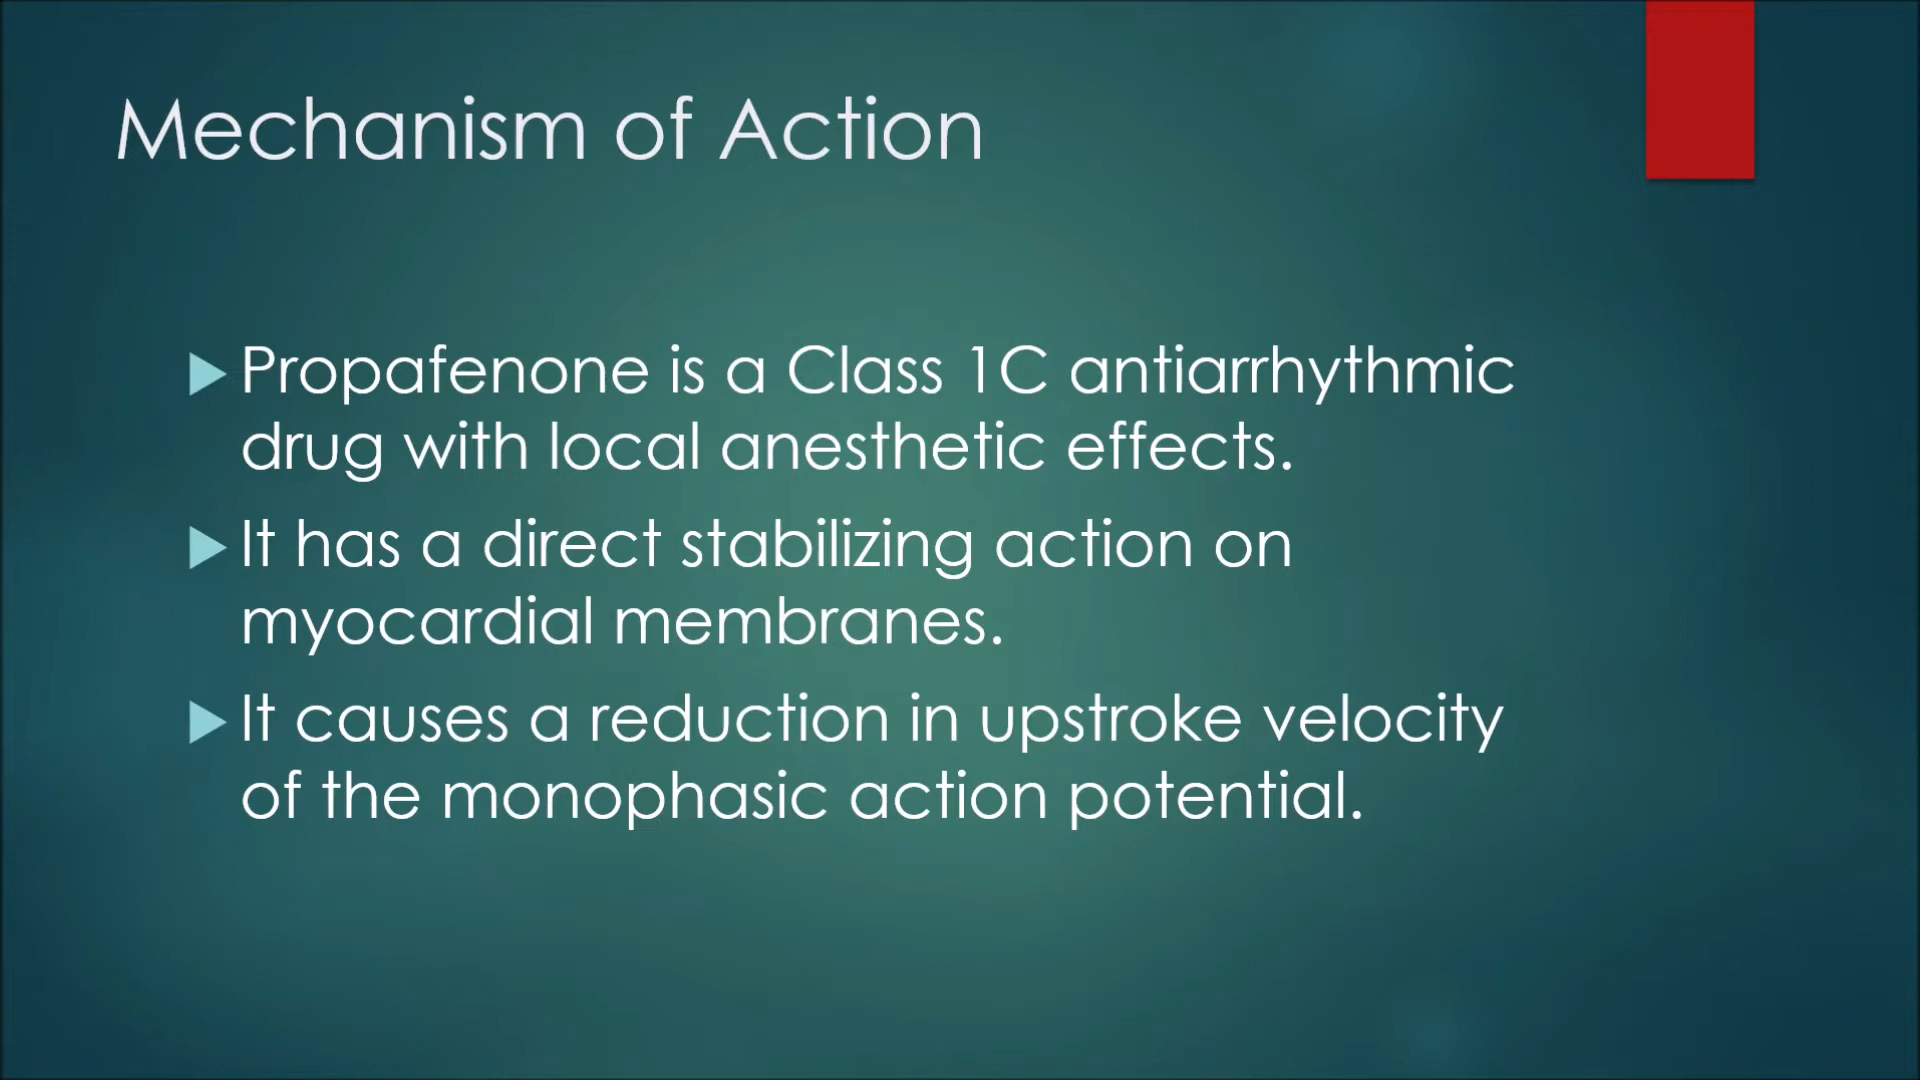 Mechanism of Action
Propafenone is a Class 1C antiarrhythmic
drug with local anesthetic effects.
It has a direct stabilizing action on
myocardial membranes.
It causes a reduction in upstroke velocity
of the monophasic action potential.